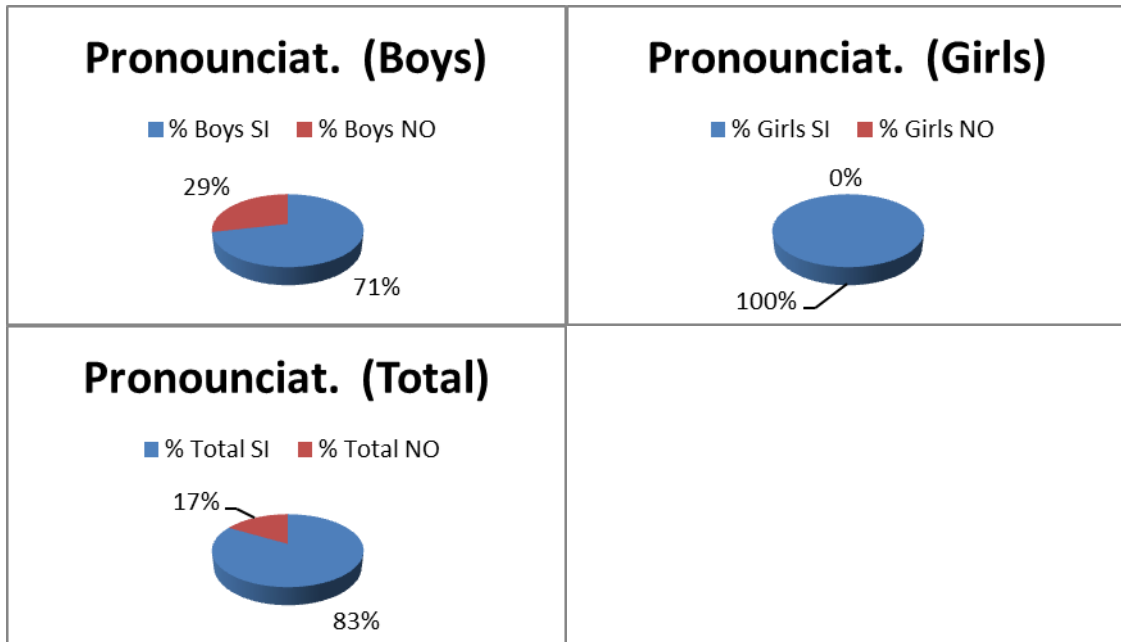 Pronounciat. (Boys)
% Boys SI % Boys NO
29%
71%
Pronounciat. (Girls)
% Girls SI % Girls NO
0%
100%
Pronounciat. (Total)
% Total SI % Total NO
17%
83%